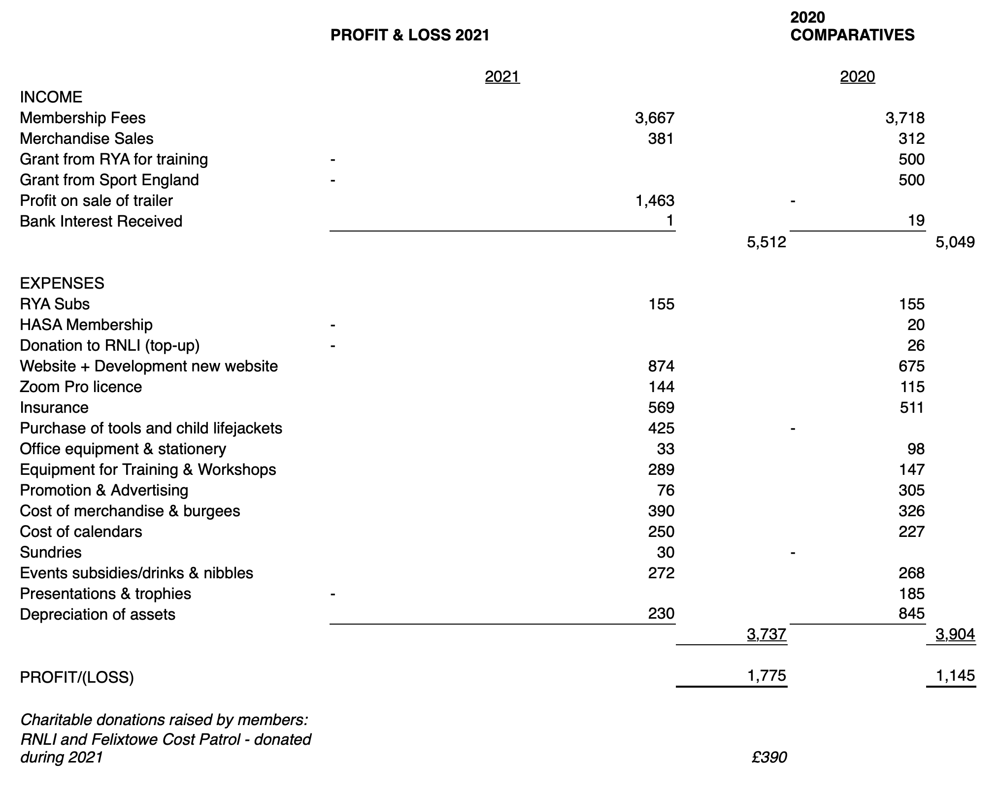 2020
PROFIT & LOSS 2021 COMPARATIVES
2021 2020
INCOME
Membership Fees 3,667 3,718
Merchandise Sales 381 312
Grant from RYA for training - 500
Grant from Sport England - 500
Profit on sale of trailer 1,463 -
Bank Interest Received 1 19
5,512 5,049
EXPENSES
RYA Subs 155 155
HASA Membership - 20
Donation to RNLI (top-up) - 26
Website + Development new website 874 675
Zoom Pro licence 144 115
Insurance 569 511
Purchase of tools and child lifejackets 425 -
Office equipment & stationery 33 98
Equipment for Training & Workshops 289 147
Promotion & Advertising 76 305
Cost of merchandise & burgees 390 326
Cost of calendars 250 227
Sundries 30 -
Events subsidies/drinks & nibbles 272 268
Presentations & trophies - 185
Depreciation of assets 230 845
3,737 3,904
PROFIT/(LOSS) 1,775 1,145
Charitable donations raised by members:
RNLI and Felixtowe Cost Patrol - donated
during 2021 £390